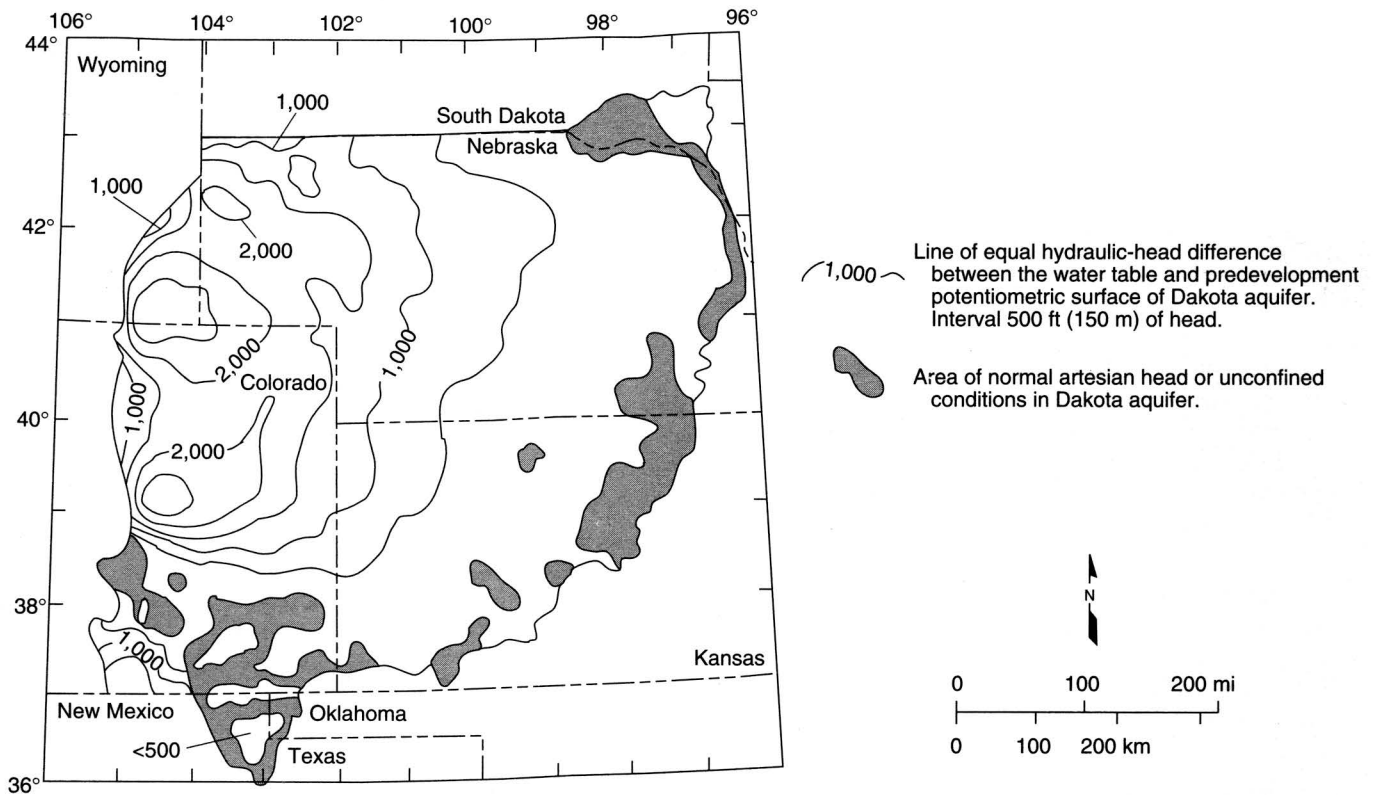 106° 104° 102° 100° 98° 96°
44°
Wyoming
1,000
South Dakota
Nebraska
1,000
42°
2,000
Line of equal hydraulic-head difference
1,000
between the water table and predevelopment
potentiometric surface of Dakota aquifer.
Interval 500 ft (150 m) of head.
2,000
1,000
Colorado
Area of normal artesian head or unconfined
conditions in Dakota aquifer.
1,000
40°
2,000
N
38°
1,000
Kansas
0 100 200 mi
New Mexico
Oklahoma
<500
Texas
0 100 200 km
36°